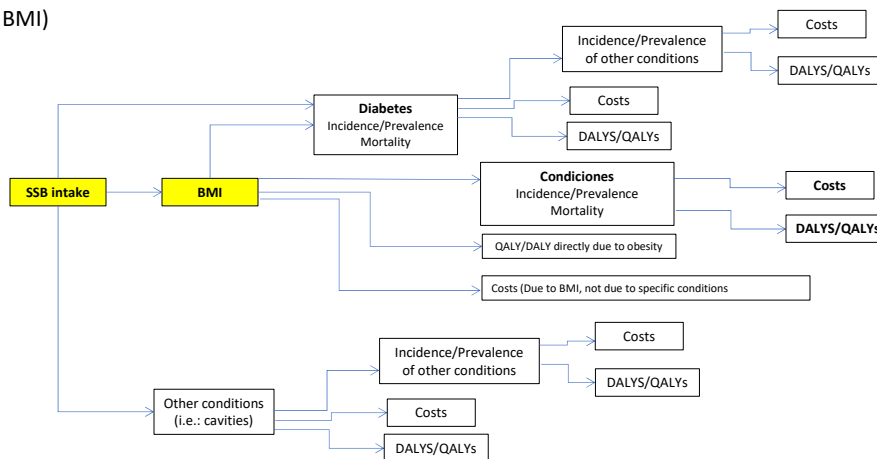 BMI)
Costs
Incidence/Prevalence
of other conditions
DALYS/QALYs
Diabetes
Incidence/Prevalence
Mortality
Costs
DALYS/QALYs
SSB intake
BMI
Condiciones
Incidence/Prevalence
Mortality
Costs
DALYS/QALYs
QALY/DALY directly due to obesity
Costs (Due to BMI, not due to specific conditions
Incidence/Prevalence
of other conditions
Costs
DALYS/QALYs
Other conditions
(i.e.: cavities)
Costs
DALYS/QALYs